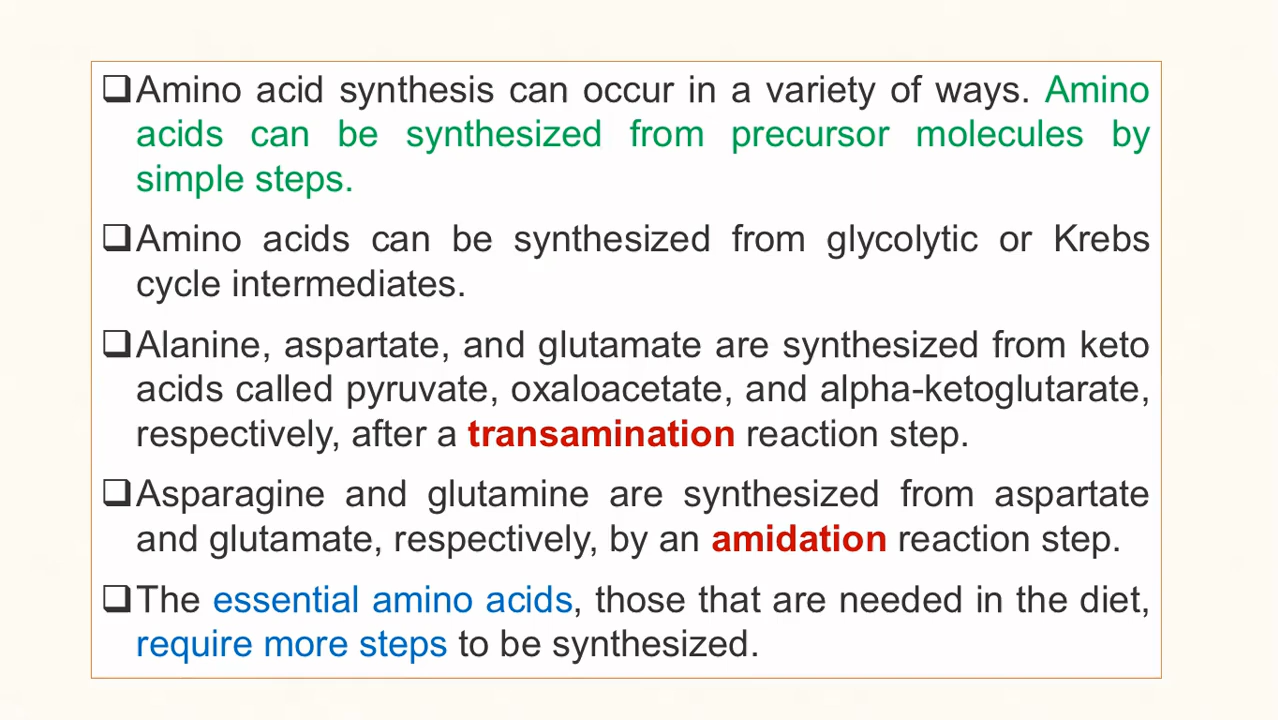 ❑Amino acid synthesis can occur in a variety of ways. Amino
acids can be synthesized from precursor molecules by
simple steps.
❑Amino acids can be synthesized from glycolytic or Krebs
cycle intermediates.
❑Alanine, aspartate, and glutamate are synthesized from keto
acids called pyruvate, oxaloacetate, and alpha-ketoglutarate,
respectively, after a transamination reaction step.
❑Asparagine and glutamine are synthesized from aspartate
and glutamate, respectively, by an amidation reaction step.
❑The essential amino acids, those that are needed in the diet,
require more steps to be synthesized.